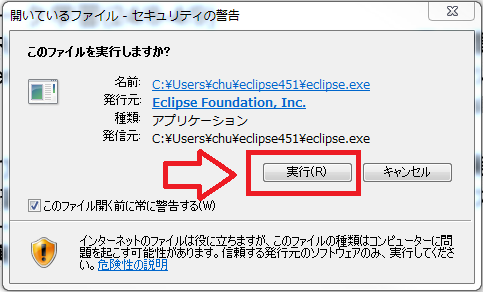 開いているファイル - セキュリティの警告
このファイルを実行しますか?
名前: C:¥Users¥chu¥eclipse451¥eclipse.exe
発行元: Eclipse Foundation, Inc.
種類: アプリケーション
発信元: C:¥Users¥chu¥eclipse451¥eclipse.exe
実行(R) キャンセル
このファイル開く前に常に警告する(W)
インターネットのファイルは役に立ちますが、このファイルの種類はコンピューターに問
題を起こす可能性があります。信頼する発行元のソフトウェアのみ、実行してくださ
い。危険性の説明